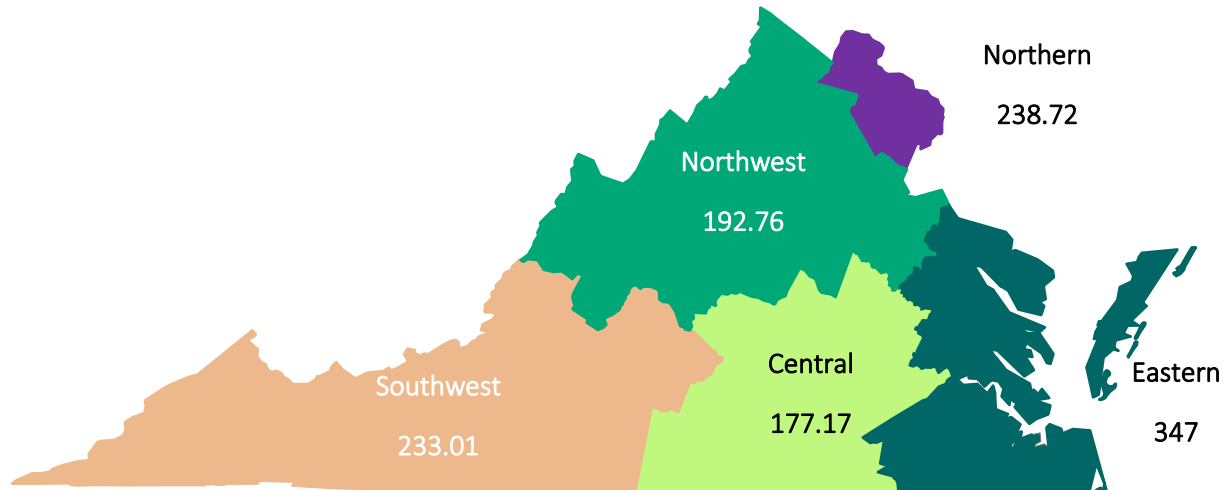 Northern
238.72
Northwest
192.76
Central
177.17
Southwest
233.01
Eastern
347